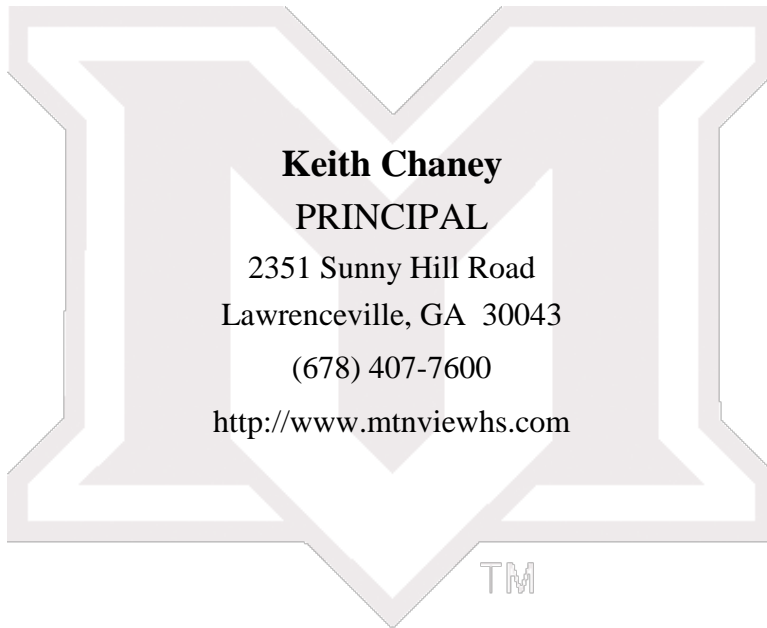 Keith Chaney
PRINCIPAL
2351 Sunny Hill Road
Lawrenceville, GA  30043
(678) 407-7600
http://www.mtnviewhs.com
TM